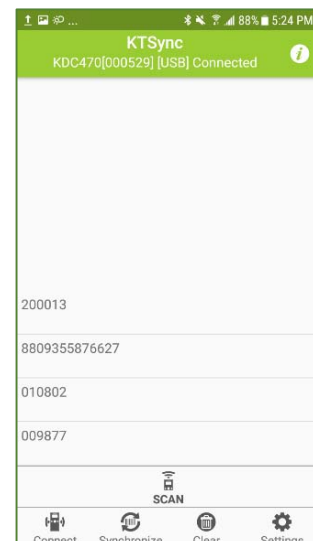 ... 88% 5:24 PM
KTSync
KDC470[000529] [USB] Connected
i
200013
8809355876627
010802
009877
SCAN
Connect Synchronize Clear Settings